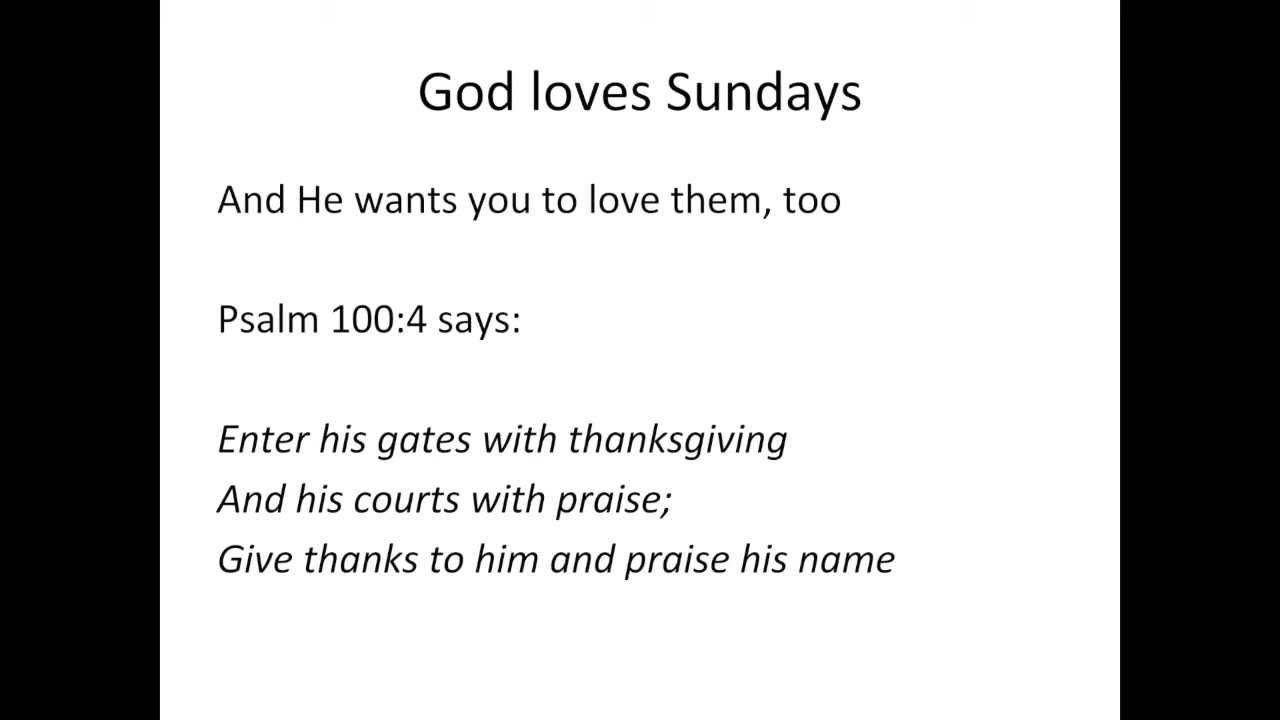 God loves Sundays
And He wants you to love them, too
Psalm 100:4 says:
Enter his gates with thanksgiving
And his courts with praise;
Give thanks to him and praise his name